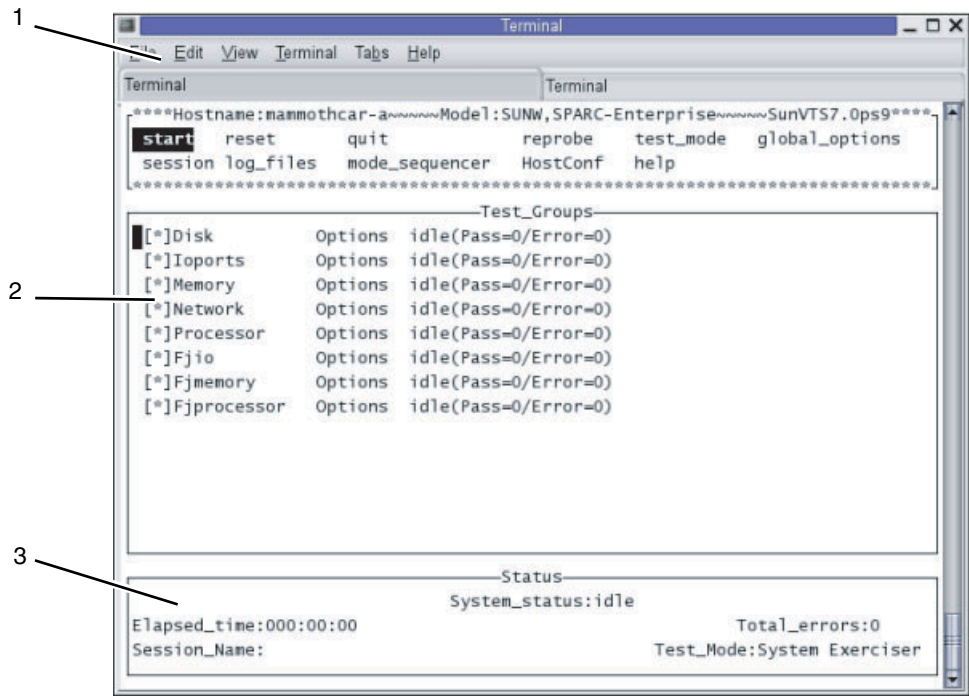 1
Terminal
File Edit View Terminal Tabs Help
Terminal Terminal
****Hostname:mammothcar-a~~~~~Model:SUNW,SPARC-Enterprise~~~~~SunVTS7.0ps9****
start reset quit reprobe test_mode global_options
session log_files mode_sequencer HostConf help
******************************************************************************
Test_Groups
[*]Disk Options idle(Pass=0/Error=0)
[*]Ioports Options idle(Pass=0/Error=0)
[*]Memory Options idle(Pass=0/Error=0)
2
[*]Network Options idle(Pass=0/Error=0)
[*]Processor Options idle(Pass=0/Error=0)
[*]Fjio Options idle(Pass=0/Error=0)
[*]Fjmemory Options idle(Pass=0/Error=0)
[*]Fjprocessor Options idle(Pass=0/Error=0)
3
Status
System_status:idle
Elapsed_time:000:00:00 Total_errors:0
Session_Name: Test_Mode:System Exerciser